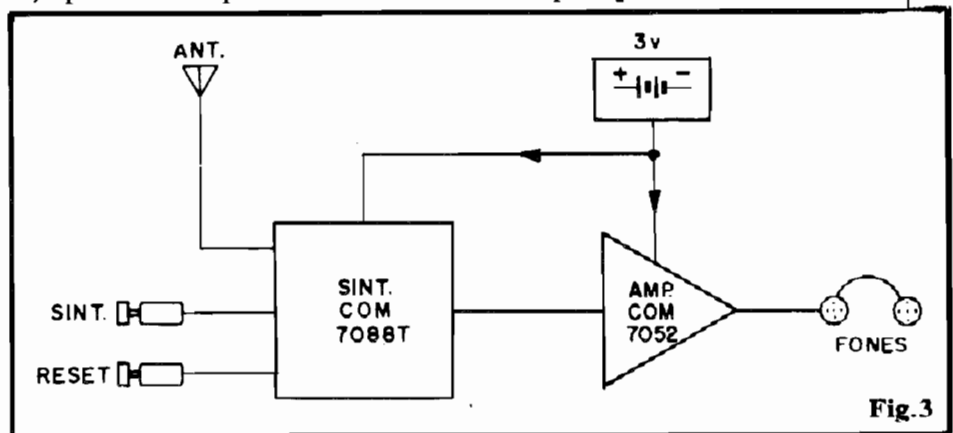 ANT.
3v
+ -
SINT.
COM
7088T
AMP.
COM
7052
SINT.
RESET
FONES
Fig.3